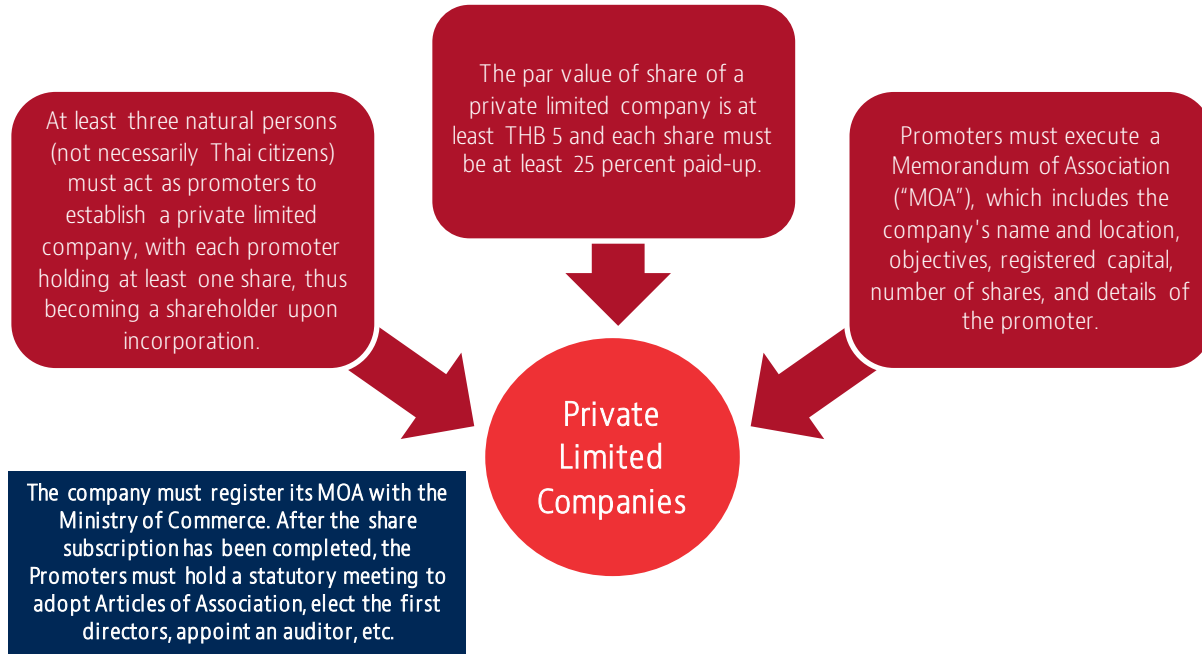 At least three natural persons
(not necessarily Thai citizens)
must act as promoters to
establish a private limited
company, with each promoter
holding at least one share, thus
becoming a shareholder upon
incorporation.
The par value of share of a
private limited company is at
least THB 5 and each share must
be at least 25 percent paid-up.
Promoters must execute a
Memorandum of Association
(“MOA”), which includes the
company's name and location,
objectives, registered capital,
number of shares, and details of
the promoter.
Private
Limited
Companies
The company must register its MOA with the
Ministry of Commerce. After the share
subscription has been completed, the
Promoters must hold a statutory meeting to
adopt Articles of Association, elect the first
directors, appoint an auditor, etc.